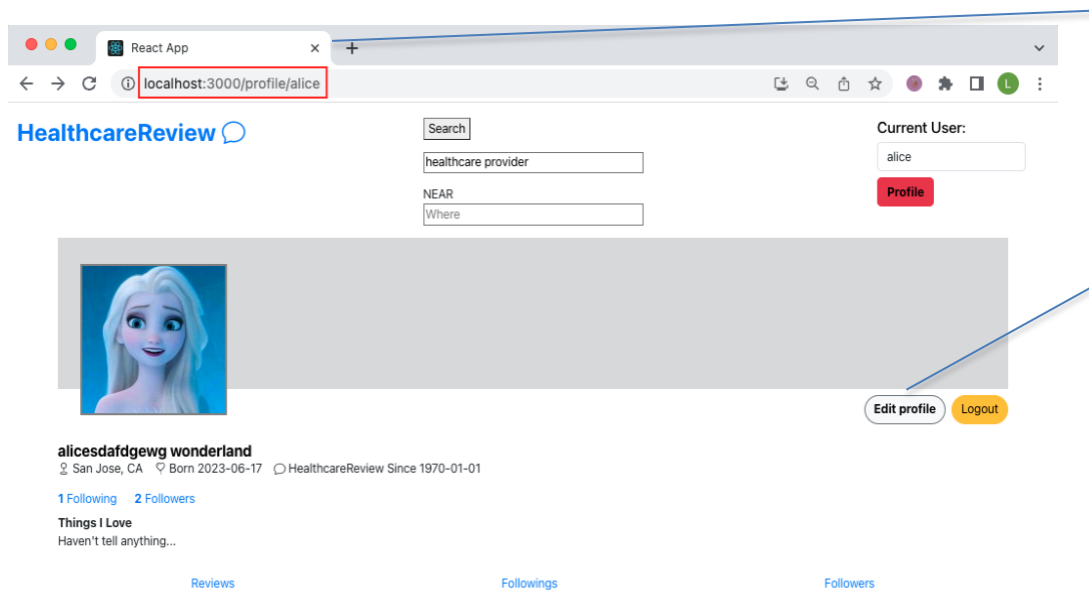 React App
localhost:3000/profile/alice
L
HealthcareReview
Search
healthcare provider
NEAR
Where
Current User:
alice
Profile
Edit profile
Logout
alicesdafdgewg wonderland
San Jose, CA Born 2023-06-17 HealthcareReview Since 1970-01-01
1 Following 2 Followers
Things I Love
Haven't tell anything...
Reviews Followings Followers